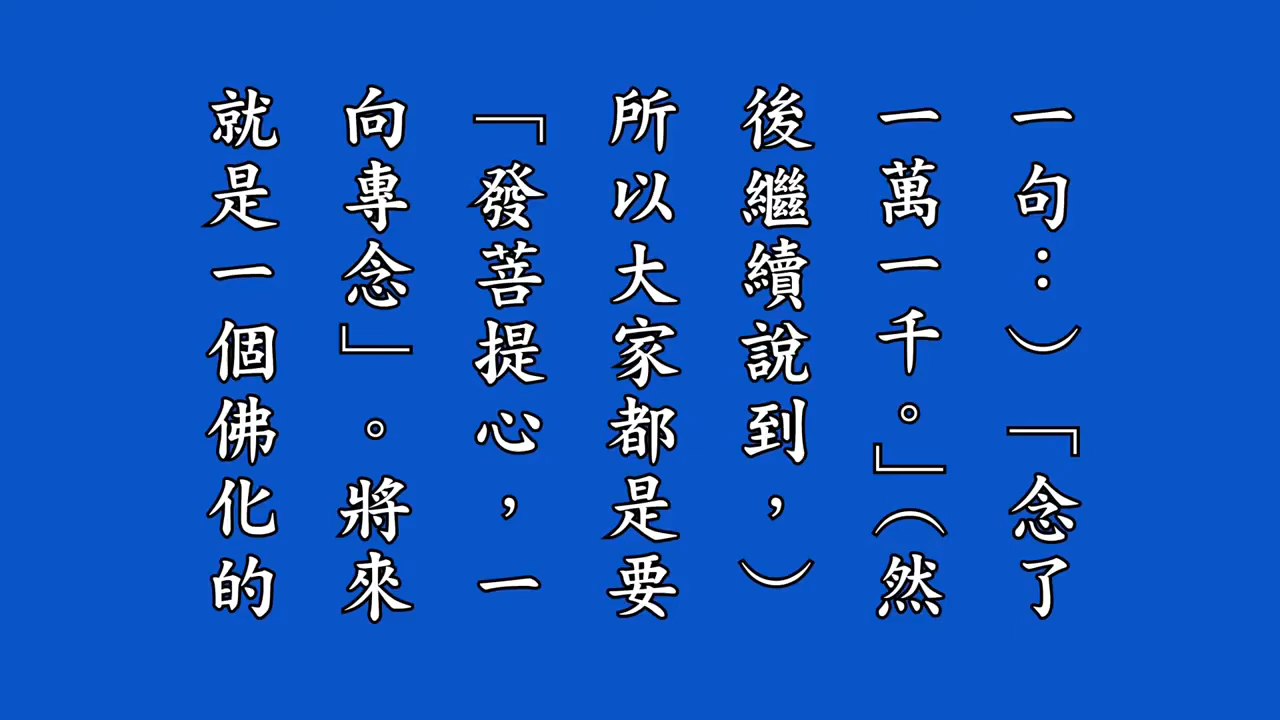 一句：）「念了
一萬一千。」（然
後繼續說到，）
所以大家都是要
「發菩提心，一
向專念」。將來
就是一個佛化的